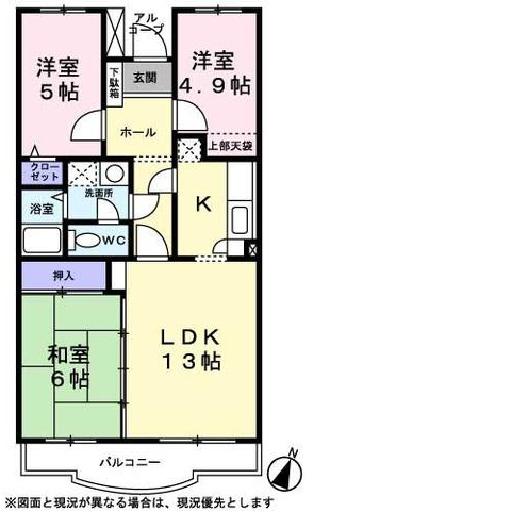 アル
コープ
洋室
5帖
洋室
4.9帖
下駄箱
玄関
ホール
上部天袋
クロー
ゼット
洗面所
浴室
K
WC
押入
LDK
13帖
和室
6帖
バルコニー
N
※図面と現況が異なる場合は、現況優先とします